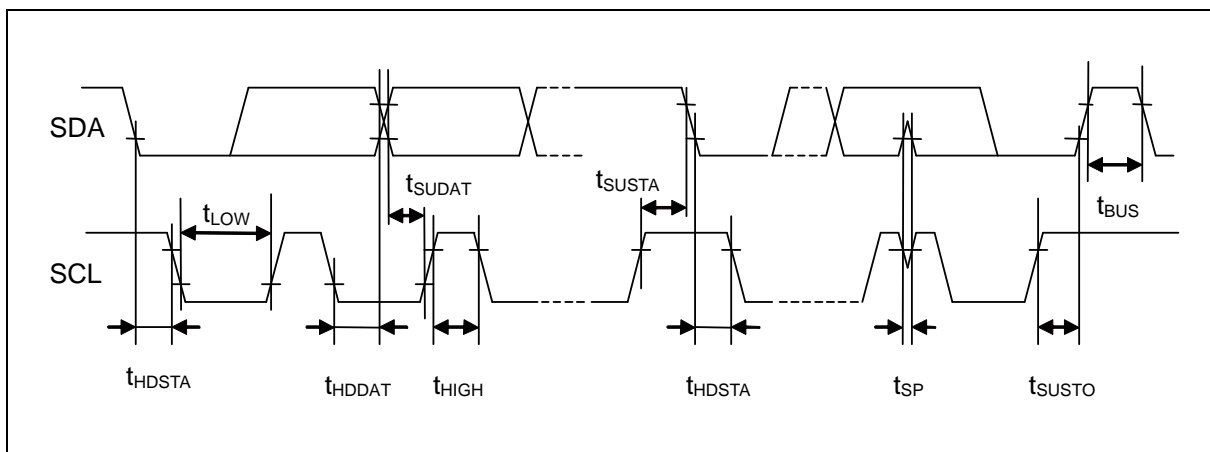 SDA
tSUDAT
tSUSTA
tLOW
tBUS
SCL
tHDSTA
tHDDAT
tHIGH
tHDSTA
tSP
tSUSTO